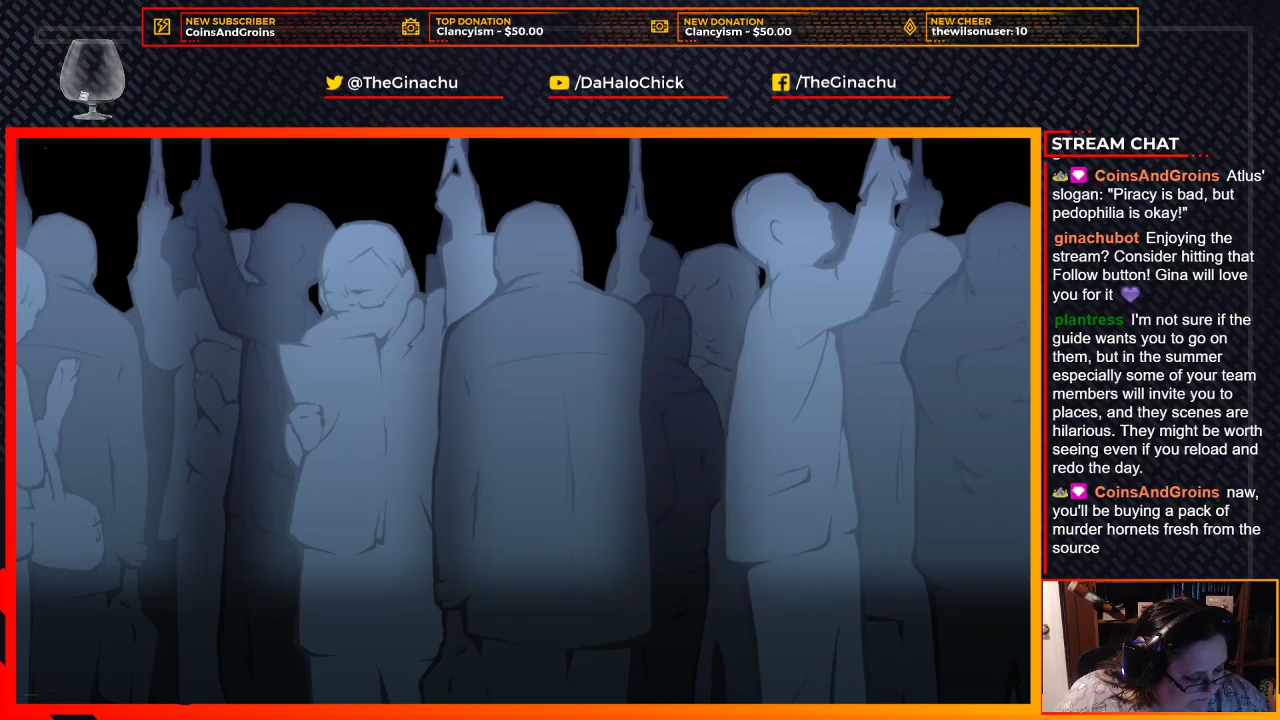 NEW SUBSCRIBER
CoinsAndGroins
TOP DONATION
Clancyism ~ $50.00
NEW DONATION
Clancyism ~ $50.00
NEW CHEER
thewilsonuser: 10
@TheGinachu
/DaHaloChick
/TheGinachu
STREAM CHAT
CoinsAndGroins Atlus'
slogan: "Piracy is bad, but
pedophilia is okay!"
ginachubot Enjoying the
stream? Consider hitting that
Follow button! Gina will love
you for it
plantress I'm not sure if the
guide wants you to go on
them, but in the summer
especially some of your team
members will invite you to
places, and they scenes are
hilarious. They might be worth
seeing even if you reload and
redo the day.
CoinsAndGroins naw,
you'll be buying a pack of
murder hornets fresh from the
source